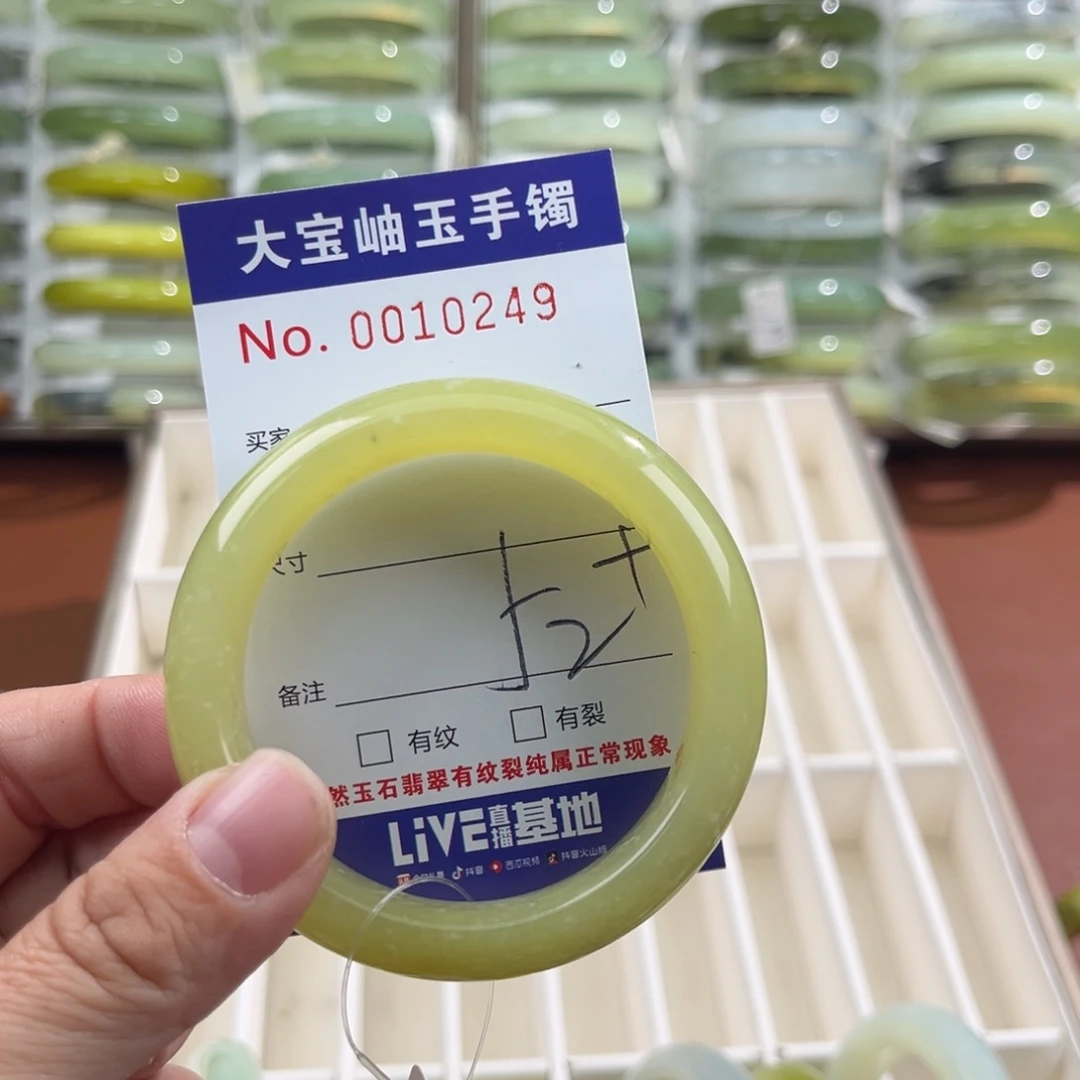 大宝岫玉手镯
No. 0010249
买家
尺寸
52+
备注
□ 有纹 □ 有裂
然玉石翡翠有纹裂纯属正常现象
LiVE直播基地
抖音 西瓜视频 抖音火山版